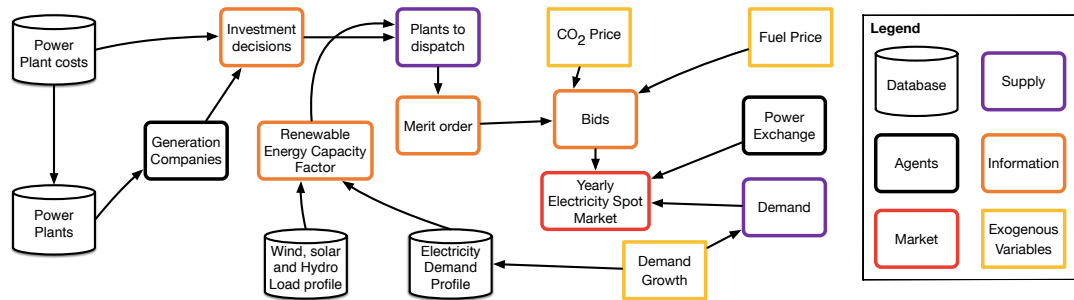 Power
Plant costs
Investment
decisions
Plants to
dispatch
CO2 Price
Fuel Price
Generation
Companies
Renewable
Energy Capacity
Factor
Merit order
Bids
Power
Exchange
Power
Plants
Wind, solar
and Hydro
Load profile
Electricity
Demand
Profile
Yearly
Electricity Spot
Market
Demand
Demand
Growth
Legend
Database
Supply
Agents
Information
Market
Exogenous
Variables